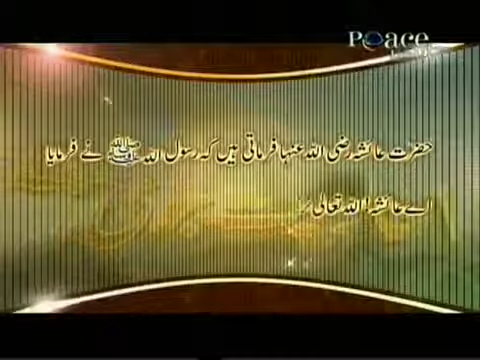 Peace
حضرت عائشہ رضی اللہ عنہا فرماتی ہیں کہ رسول اللہ ﷺ نے فرمایا
اے عائشہ! اللہ تعالیٰ